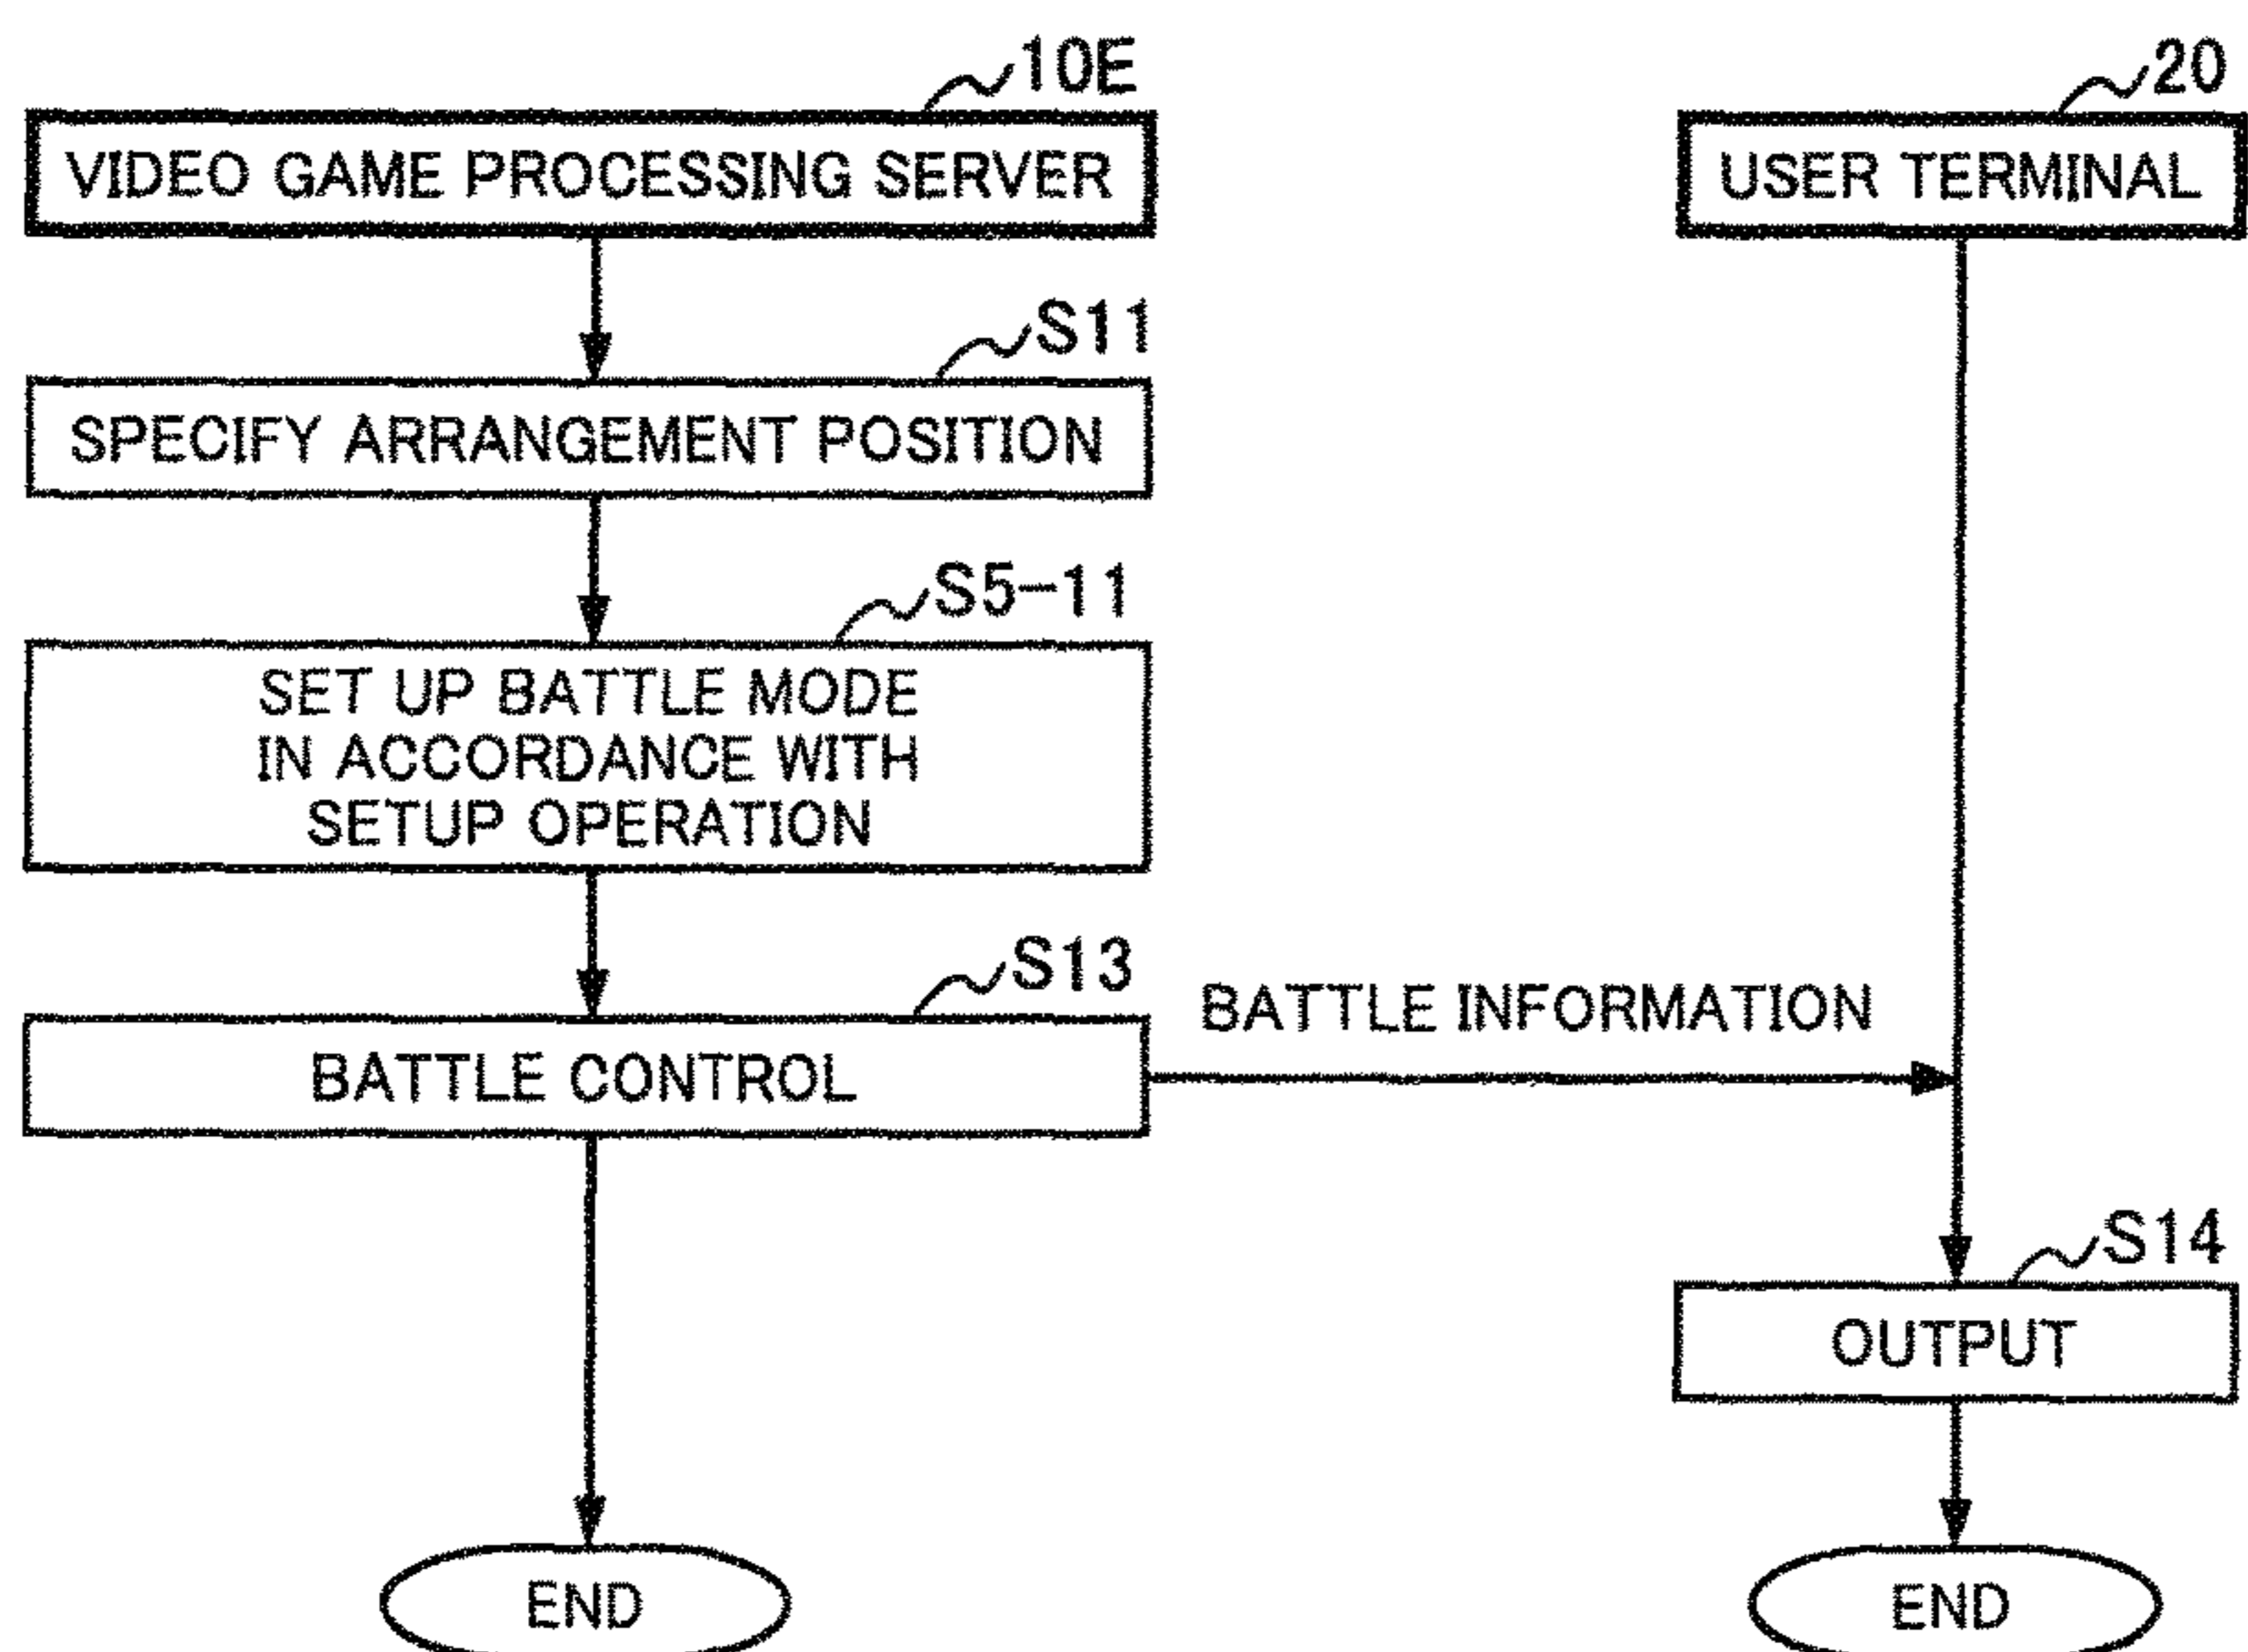 10E
VIDEO GAME PROCESSING SERVER
20
USER TERMINAL
S11
SPECIFY ARRANGEMENT POSITION
S5-11
SET UP BATTLE MODE
IN ACCORDANCE WITH
SETUP OPERATION
S13
BATTLE CONTROL
BATTLE INFORMATION
S14
OUTPUT
END
END